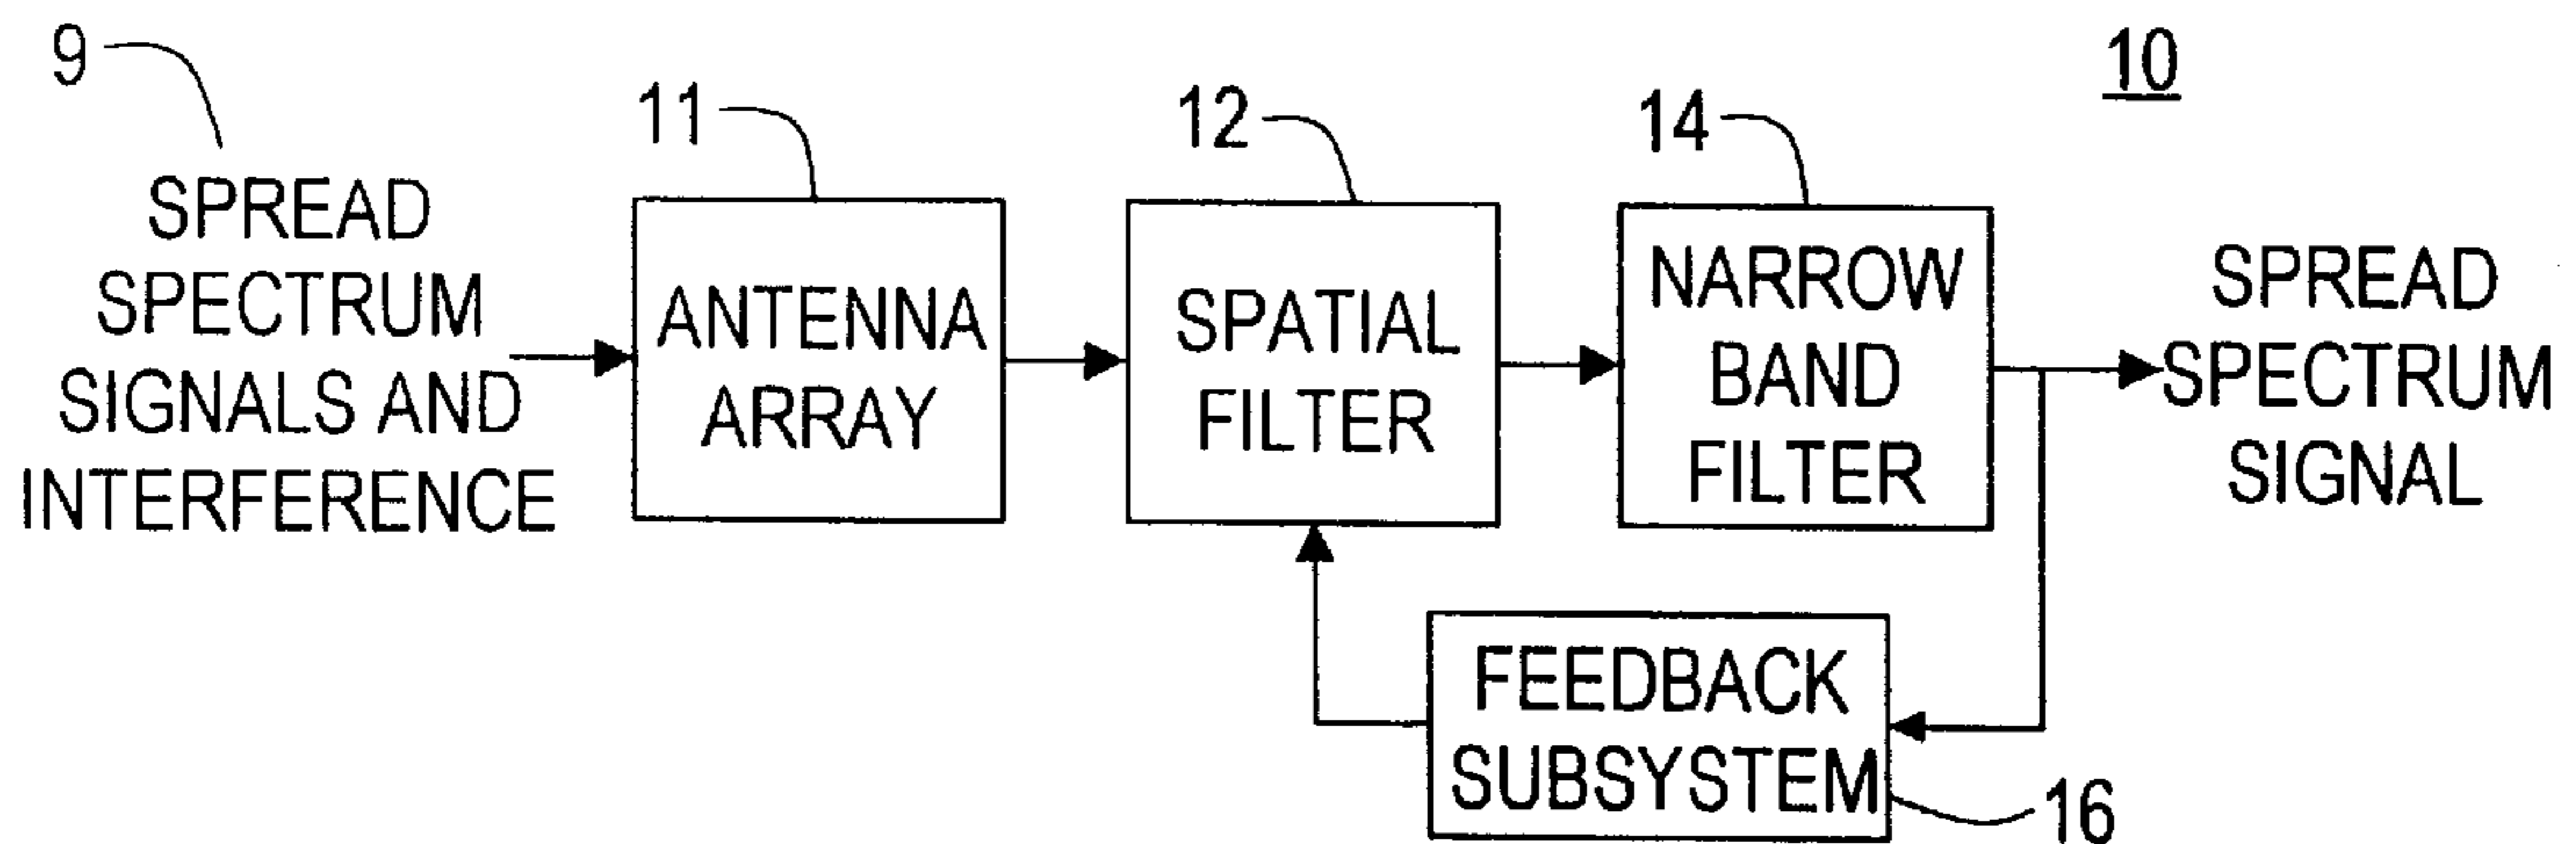 9
SPREAD
SPECTRUM
SIGNALS AND
INTERFERENCE
11
ANTENNA
ARRAY
12
SPATIAL
FILTER
14
NARROW
BAND
FILTER
10
SPREAD
SPECTRUM
SIGNAL
FEEDBACK
SUBSYSTEM
16